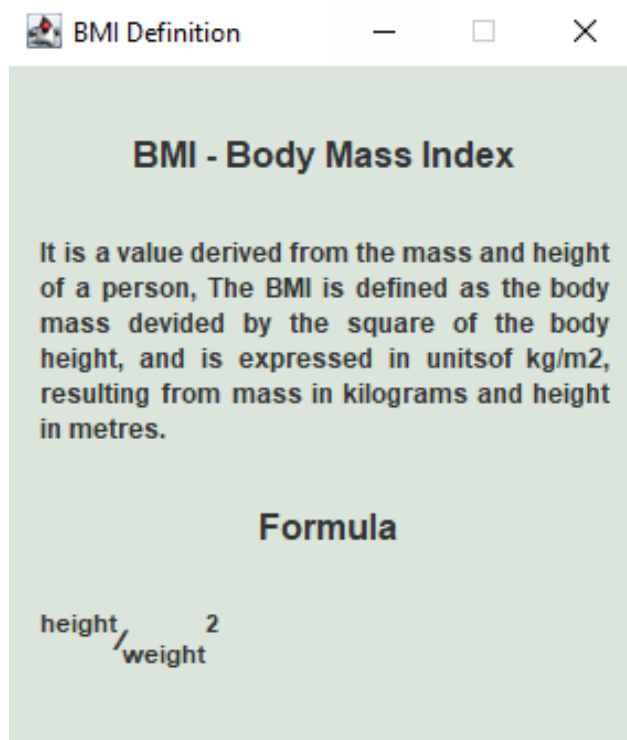 BMI Definition
BMI - Body Mass Index
It is a value derived from the mass and height
of a person, The BMI is defined as the body
mass devided by the square of the body
height, and is expressed in unitsof kg/m2,
resulting from mass in kilograms and height
in metres.
Formula
height/weight2